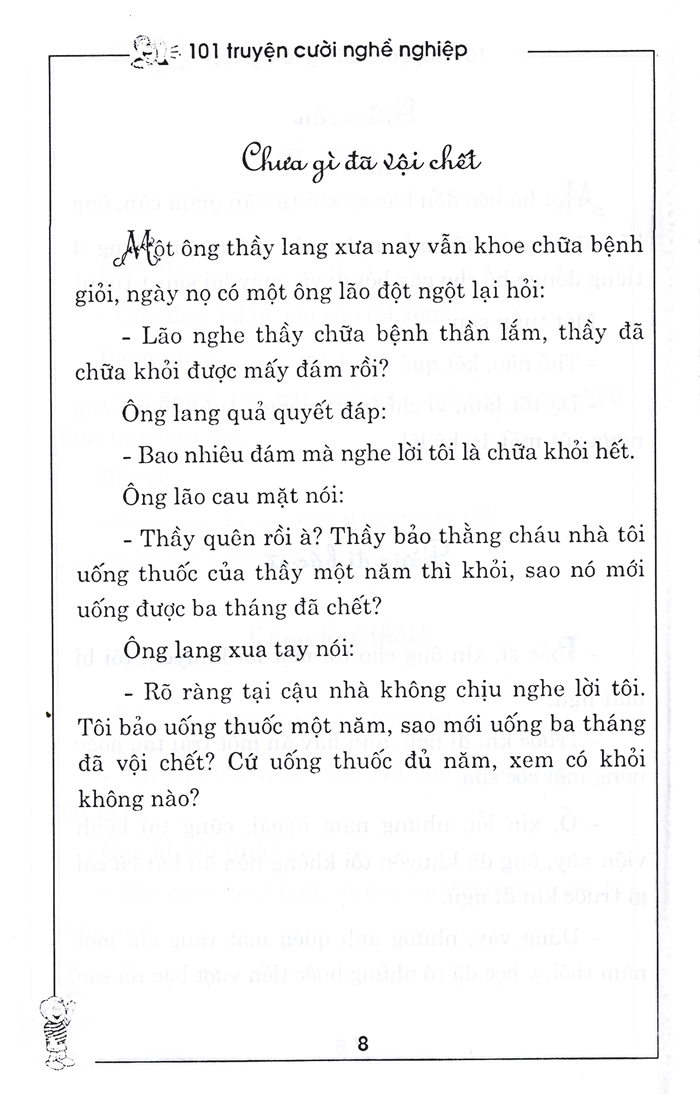 101 truyện cười nghề nghiệp
Chưa gì đã vội chết
Một ông thầy lang xưa nay vẫn khoe chữa bệnh
giỏi, ngày nọ có một ông lão đột ngột lại hỏi:
- Lão nghe thầy chữa bệnh thần lắm, thầy đã
chữa khỏi được mấy đám rồi?
Ông lang quả quyết đáp:
- Bao nhiêu đám mà nghe lời tôi là chữa khỏi hết.
Ông lão cau mặt nói:
- Thầy quên rồi à? Thầy bảo thằng cháu nhà tôi
uống thuốc của thầy một năm thì khỏi, sao nó mới
uống được ba tháng đã chết?
Ông lang xua tay nói:
- Rõ ràng tại cậu nhà không chịu nghe lời tôi.
Tôi bảo uống thuốc một năm, sao mới uống ba tháng
đã vội chết? Cứ uống thuốc đủ năm, xem có khỏi
không nào?
8